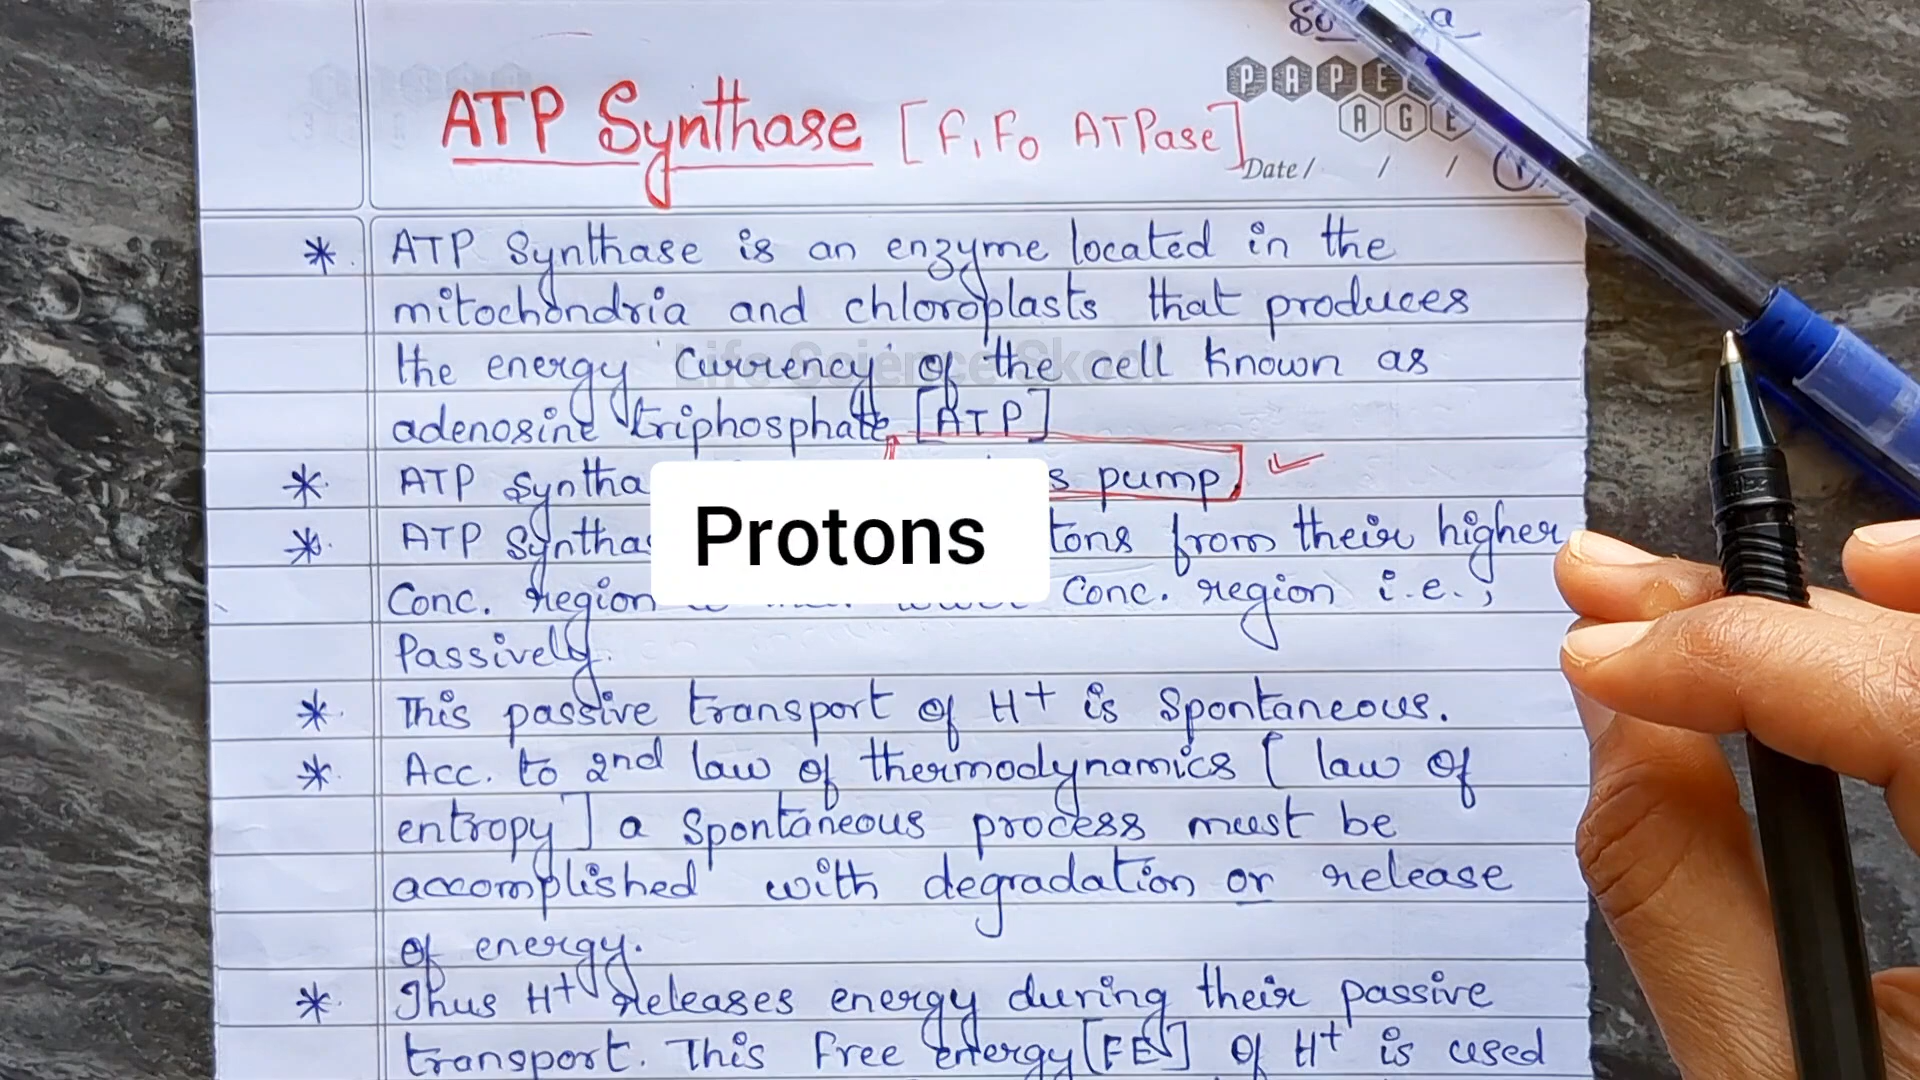 PAPE
AGE
Date / / /
ATP Synthase [F1F0 ATPase]
* ATP Synthase is an enzyme located in the
mitochondria and chloroplasts that produces
the energy 'Currency' of the cell known as
adenosine triphosphate [ATP]
Life Science Skool
* ATP Syntha s pump.
* ATP Syntha tons from their higher
Protons
Conc. region Conc. region i.e.,
Passively.
* This passive transport of H+ is Spontaneous.
* Acc. to 2nd law of thermodynamics [ law of
entropy ] a Spontaneous process must be
accomplished with degradation or release
of energy.
* Thus H+ releases energy during their passive
transport. This free energy [FE] of H+ is used